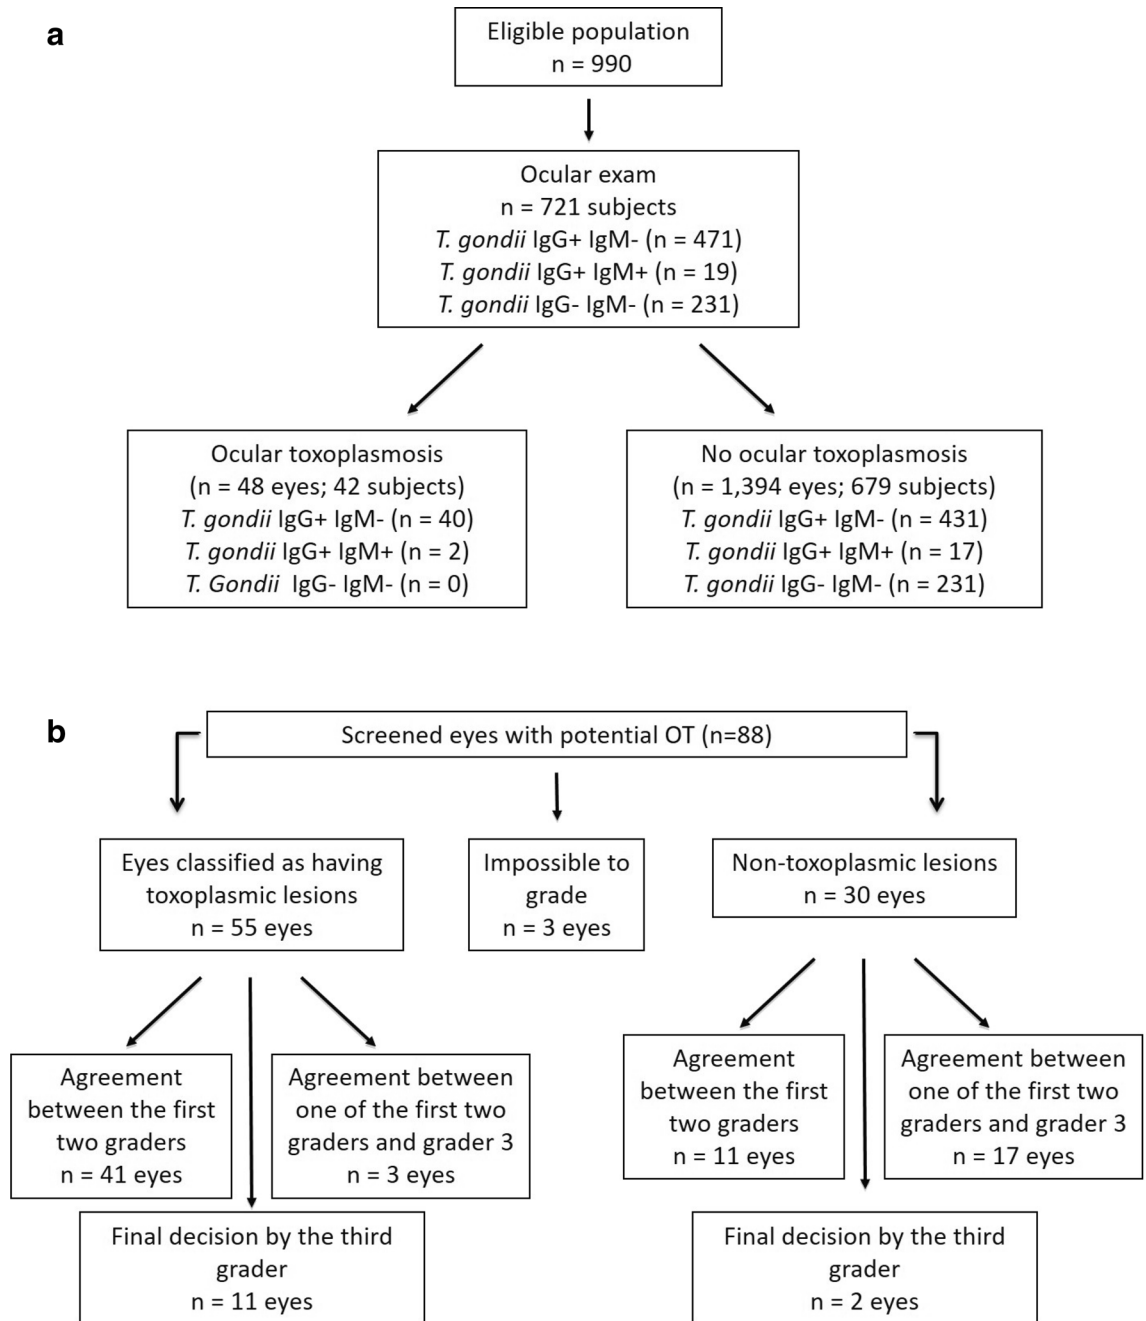 a
Eligible population
n = 990
Ocular exam
n = 721 subjects
T. gondii IgG+ IgM- (n = 471)
T. gondii IgG+ IgM+ (n = 19)
T. gondii IgG- IgM- (n = 231)
Ocular toxoplasmosis
(n = 48 eyes; 42 subjects)
T. gondii IgG+ IgM- (n = 40)
T. gondii IgG+ IgM+ (n = 2)
T. Gondii IgG- IgM- (n = 0)
No ocular toxoplasmosis
(n = 1,394 eyes; 679 subjects)
T. gondii IgG+ IgM- (n = 431)
T. gondii IgG+ IgM+ (n = 17)
T. gondii IgG- IgM- (n = 231)
b
Screened eyes with potential OT (n=88)
Eyes classified as having
toxoplasmic lesions
n = 55 eyes
Impossible to
grade
n = 3 eyes
Non-toxoplasmic lesions
n = 30 eyes
Agreement
between the first
two graders
n = 41 eyes
Agreement between
one of the first two
graders and grader 3
n = 3 eyes
Final decision by the third
grader
n = 11 eyes
Agreement
between the first
two graders
n = 11 eyes
Agreement between
one of the first two
graders and grader 3
n = 17 eyes
Final decision by the third
grader
n = 2 eyes